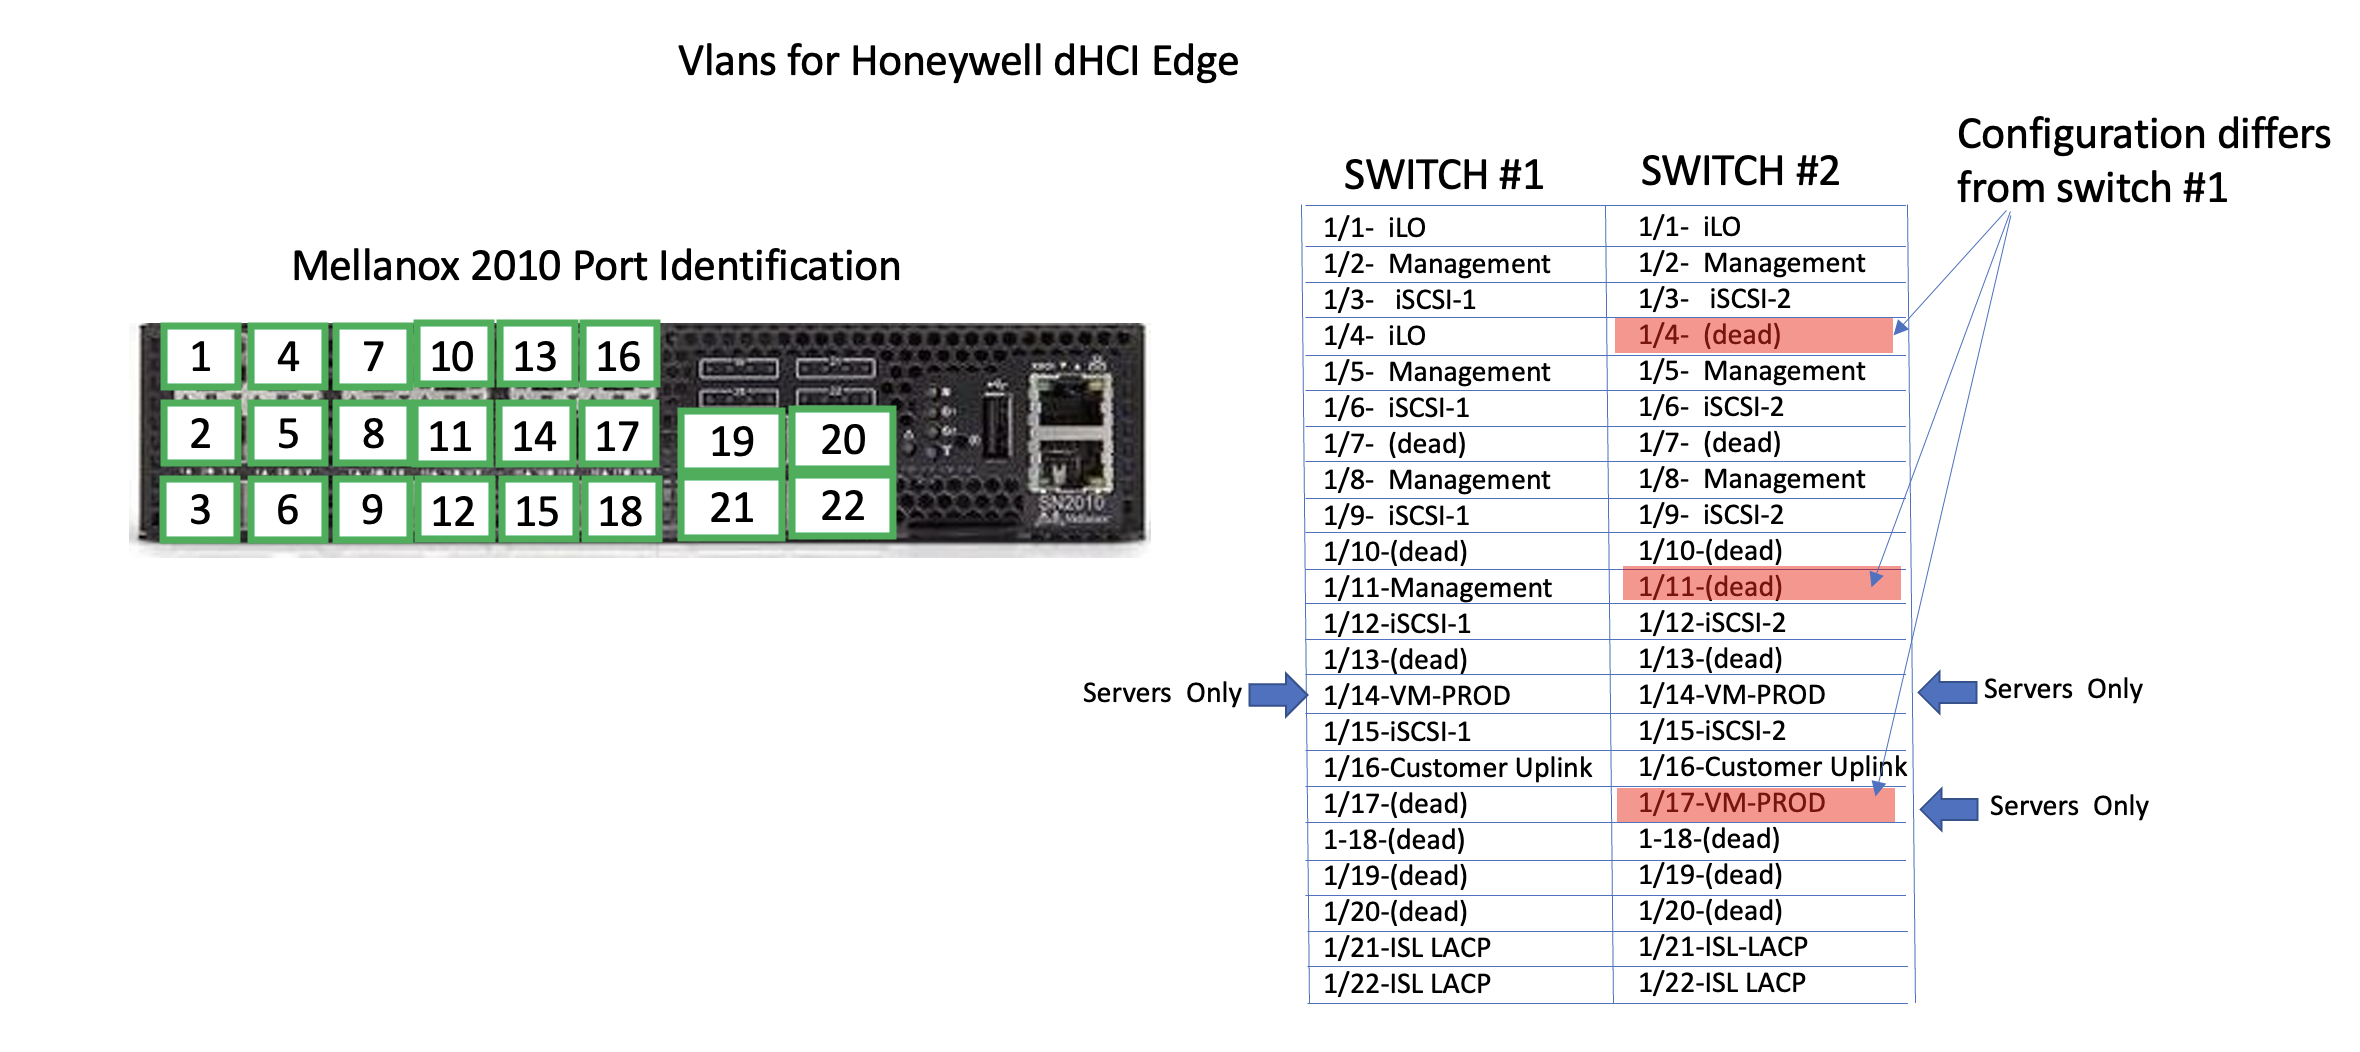 Vlans for Honeywell dHCI Edge
Configuration differs
from switch #1
SWITCH #1 SWITCH #2
Mellanox 2010 Port Identification
1 4 7 10 13 16
2 5 8 11 14 17
3 6 9 12 15 18
19 20
21 22
SN2010
1/1- iLO 1/1- iLO
1/2- Management 1/2- Management
1/3- iSCSI-1 1/3- iSCSI-2
1/4- iLO 1/4- (dead)
1/5- Management 1/5- Management
1/6- iSCSI-1 1/6- iSCSI-2
1/7- (dead) 1/7- (dead)
1/8- Management 1/8- Management
1/9- iSCSI-1 1/9- iSCSI-2
1/10-(dead) 1/10-(dead)
1/11-Management 1/11-(dead)
1/12-iSCSI-1 1/12-iSCSI-2
1/13-(dead) 1/13-(dead)
Servers Only 1/14-VM-PROD 1/14-VM-PROD Servers Only
1/15-iSCSI-1 1/15-iSCSI-2
1/16-Customer Uplink 1/16-Customer Uplink
1/17-(dead) 1/17-VM-PROD Servers Only
1-18-(dead) 1-18-(dead)
1/19-(dead) 1/19-(dead)
1/20-(dead) 1/20-(dead)
1/21-ISL LACP 1/21-ISL-LACP
1/22-ISL LACP 1/22-ISL LACP